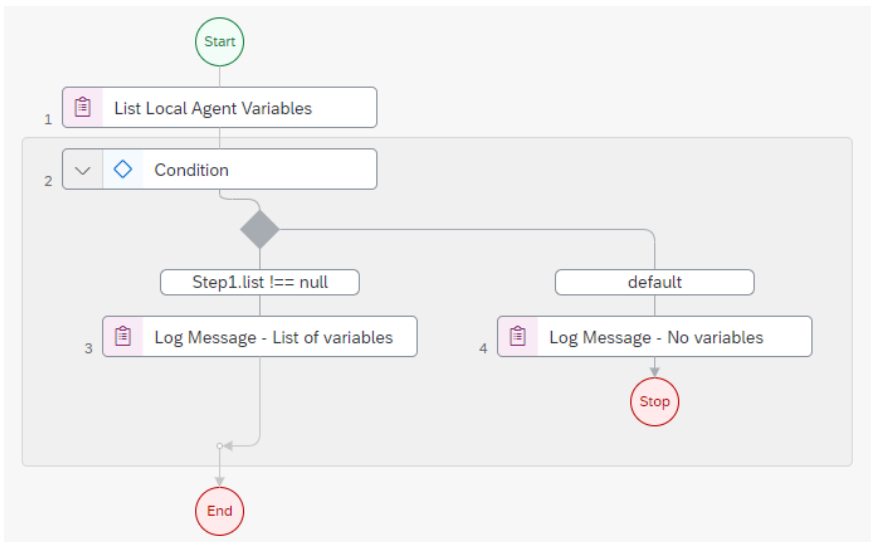 Start
1
List Local Agent Variables
2
Condition
Step1.list !== null
default
3
Log Message - List of variables
4
Log Message - No variables
Stop
End